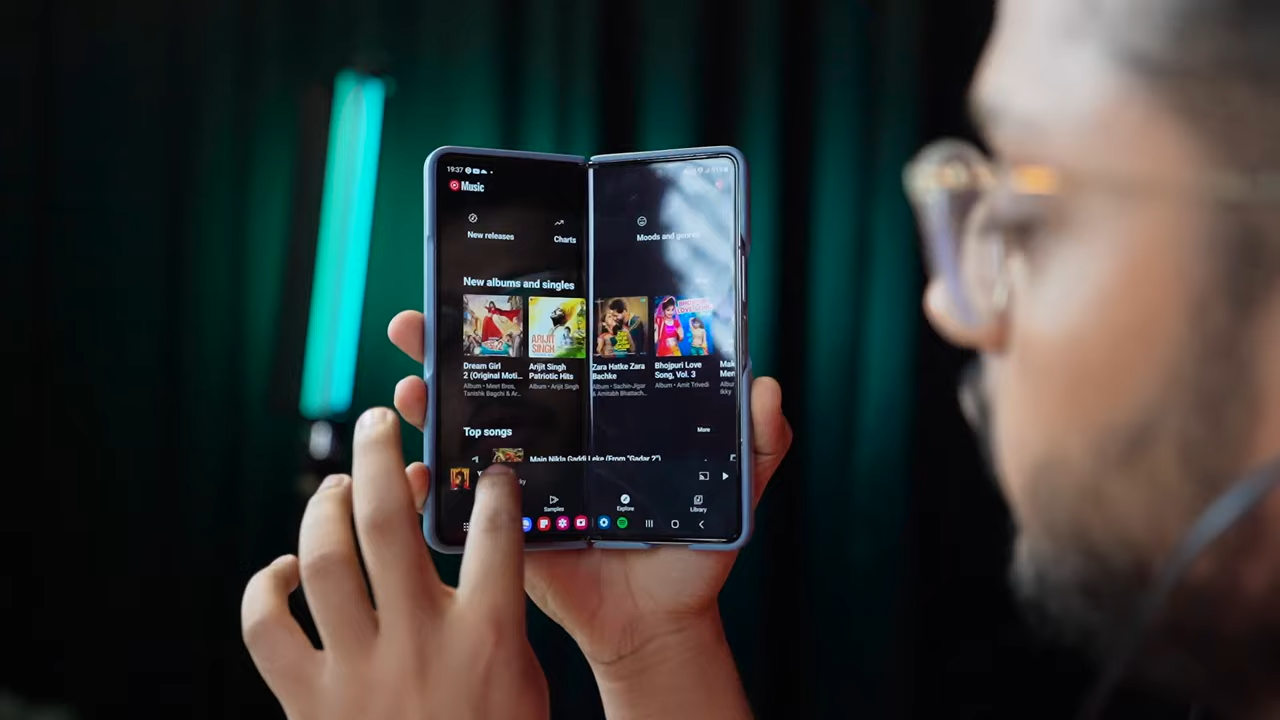 19:37
Music
New releases
Charts
Moods and genres
New albums and singles
ARIJIT
SINGH
Dream Girl
2 (Original Moti...
Album • Meet Bros,
Tanishk Bagchi & Ar...
Arijit Singh
Patriotic Hits
Album • Arijit Singh
Zara Hatke Zara
Bachke
Album • Sachin-Jigar
& Amitabh Bhattach...
Bhojpuri Love
Song, Vol. 3
Album • Amit Trivedi
Top songs
More
Main Nikla Gaddi Leke (From "Gadar 2")
Samples
Explore
Library